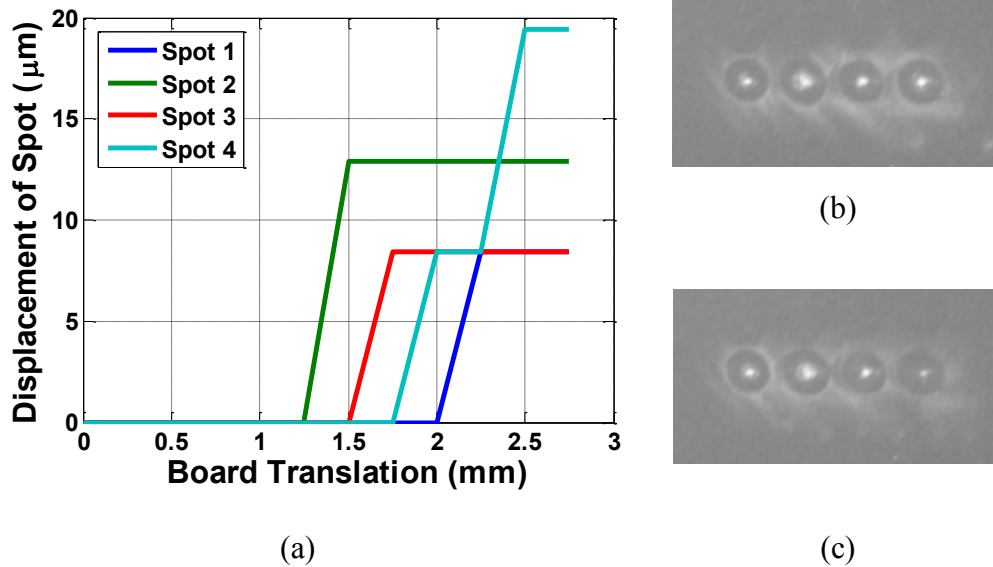 20
15
10
5
0
Displacement of Spot (μm)
Spot 1
Spot 2
Spot 3
Spot 4
0 0.5 1 1.5 2 2.5 3
Board Translation (mm)
(a)
(b)
(c)